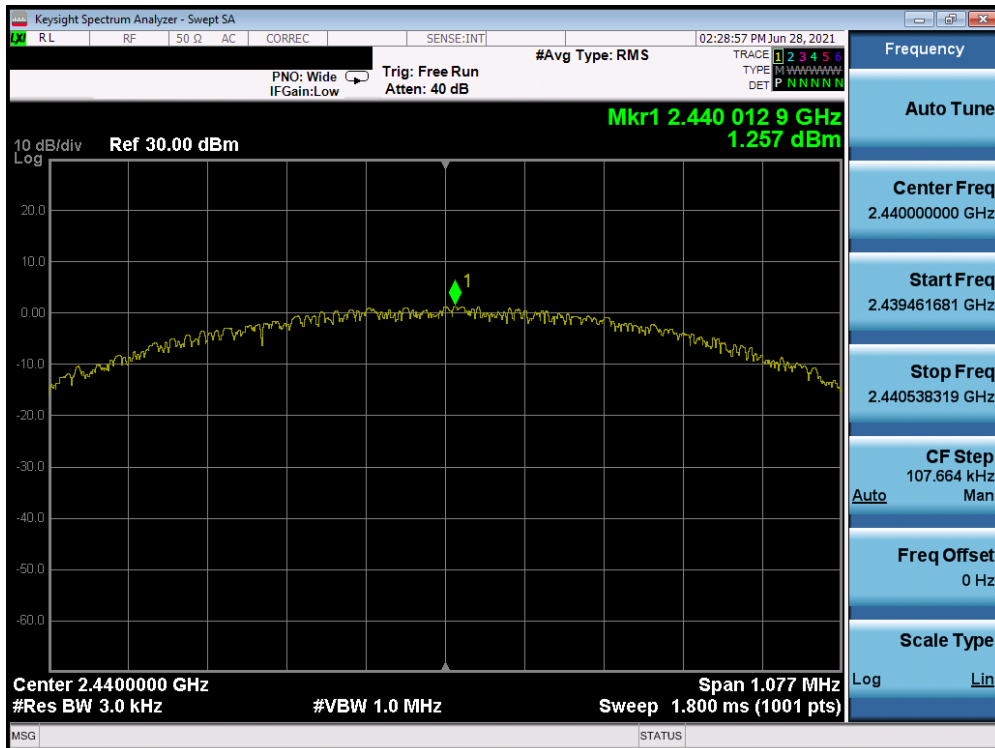 Keysight Spectrum Analyzer - Swept SA
LXI RL RF 50 Ω AC CORREC SENSE:INT 02:28:57 PM Jun 28, 2021
#Avg Type: RMS TRACE 1 2 3 4 5 6
PNO: Wide Trig: Free Run TYPE M WWWWW
IFGain:Low Atten: 40 dB DET P N N N N N
Mkr1 2.440 012 9 GHz
1.257 dBm
10 dB/div Ref 30.00 dBm
Log
20.0
10.0
1
0.00
-10.0
-20.0
-30.0
-40.0
-50.0
-60.0
Center 2.4400000 GHz Span 1.077 MHz
#Res BW 3.0 kHz #VBW 1.0 MHz Sweep 1.800 ms (1001 pts)
MSG STATUS
Frequency
Auto Tune
Center Freq
2.440000000 GHz
Start Freq
2.439461681 GHz
Stop Freq
2.440538319 GHz
CF Step
107.664 kHz
Auto Man
Freq Offset
0 Hz
Scale Type
Log Lin